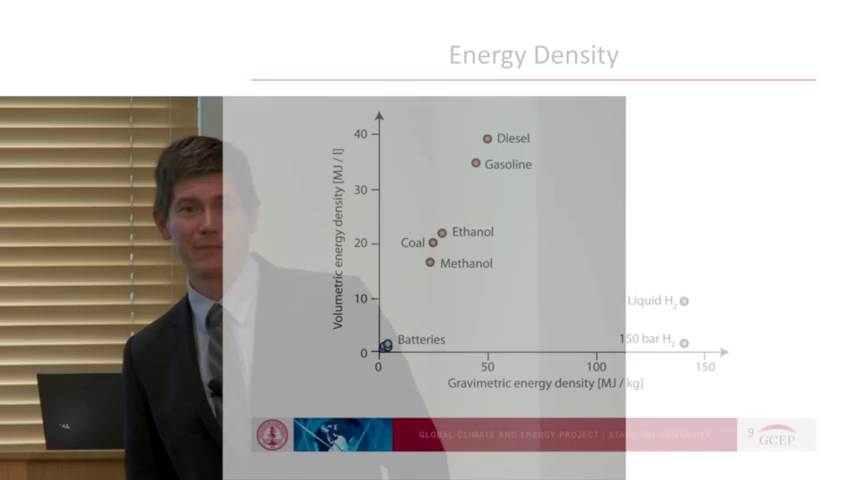 Energy Density
Volumetric energy density [MJ / l]
40
30
20
10
0
Diesel
Gasoline
Ethanol
Coal
Methanol
Liquid H2
Batteries
150 bar H2
0
50
100
150
Gravimetric energy density [MJ / kg]
GLOBAL CLIMATE AND ENERGY PROJECT | STANFORD UNIVERSITY
9
GCEP